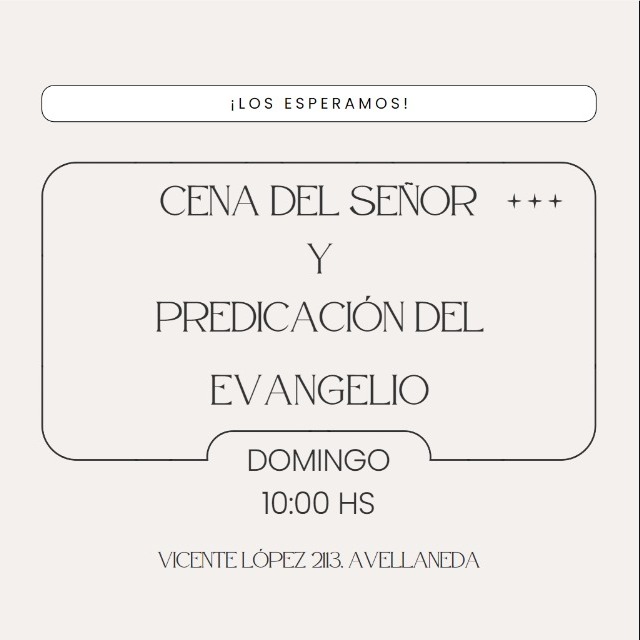 ¡LOS ESPERAMOS!
CENA DEL SEÑOR
Y
PREDICACIÓN DEL
EVANGELIO
DOMINGO
10:00 HS
VICENTE LÓPEZ 2113. AVELLANEDA